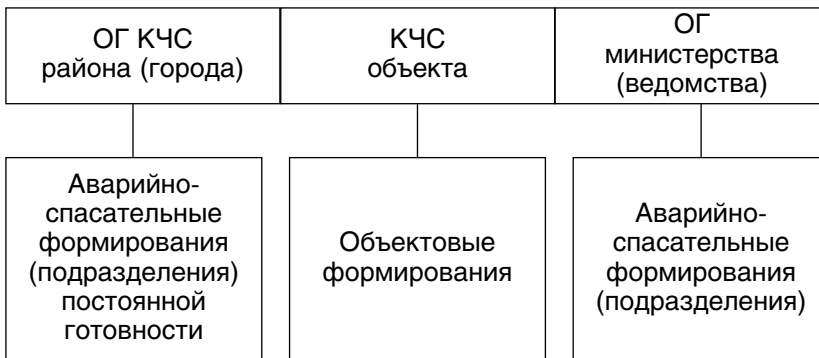 ОГ КЧС
района (города)
КЧС
объекта
ОГ
министерства
(ведомства)
Аварийно-
спасательные
формирования
(подразделения)
постоянной
готовности
Объектовые
формирования
Аварийно-
спасательные
формирования
(подразделения)